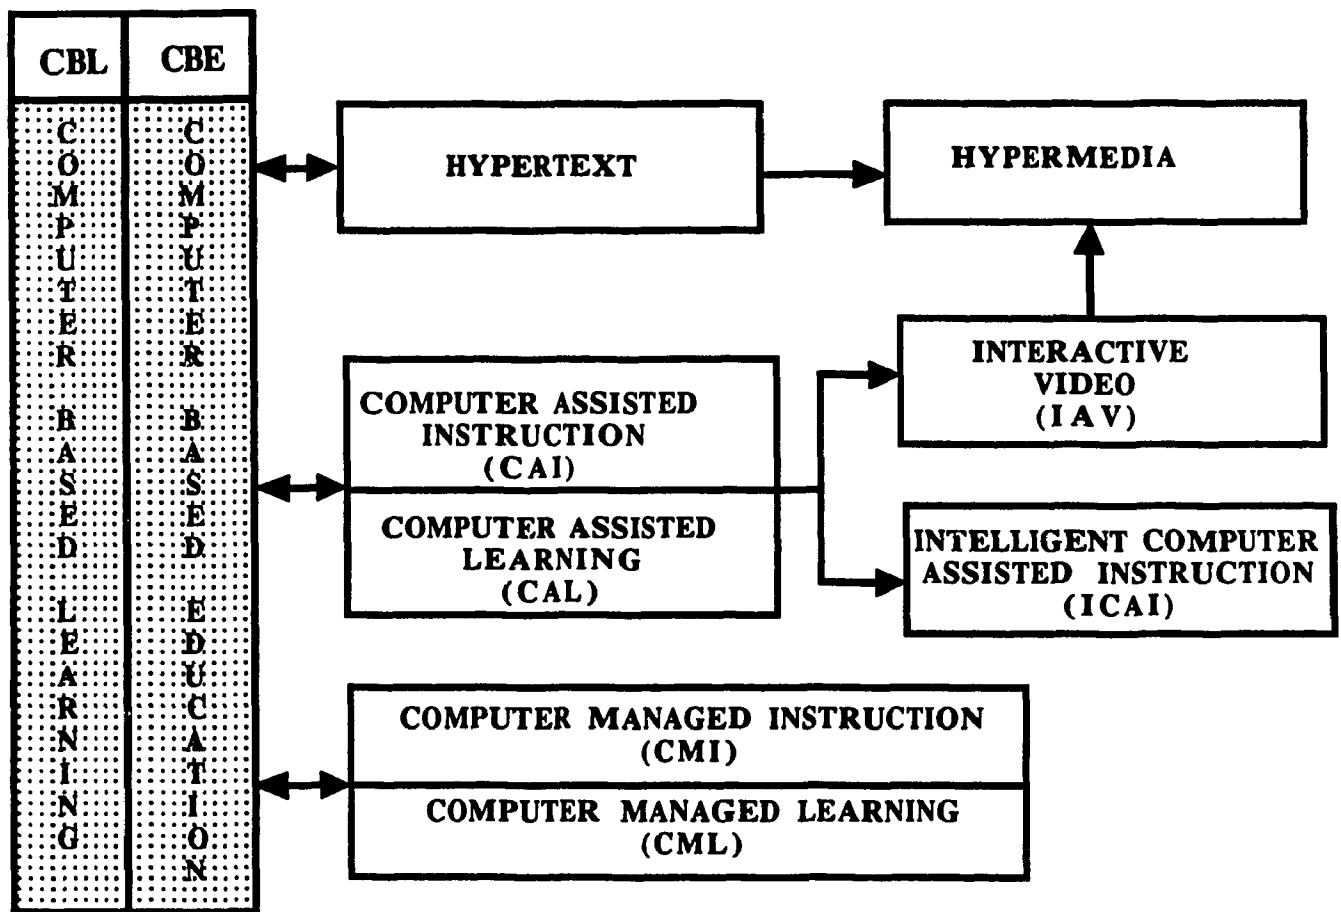 CBL
CBE
COMPUTER BASED LEARNING
COMPUTER BASED EDUCATION
HYPERTEXT
HYPERMEDIA
INTERACTIVE
VIDEO
(IAV)
COMPUTER ASSISTED
INSTRUCTION
(CAI)
COMPUTER ASSISTED
LEARNING
(CAL)
INTELLIGENT COMPUTER
ASSISTED INSTRUCTION
(ICAI)
COMPUTER MANAGED INSTRUCTION
(CMI)
COMPUTER MANAGED LEARNING
(CML)